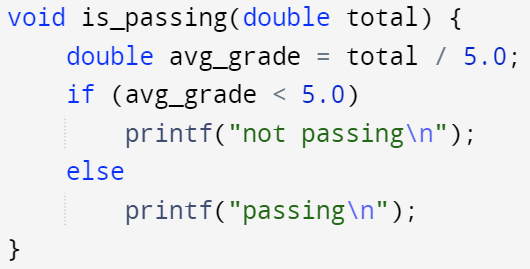 void is_passing(double total) {
    double avg_grade = total / 5.0;
    if (avg_grade < 5.0)
        printf("not passing\n");
    else
        printf("passing\n");
}